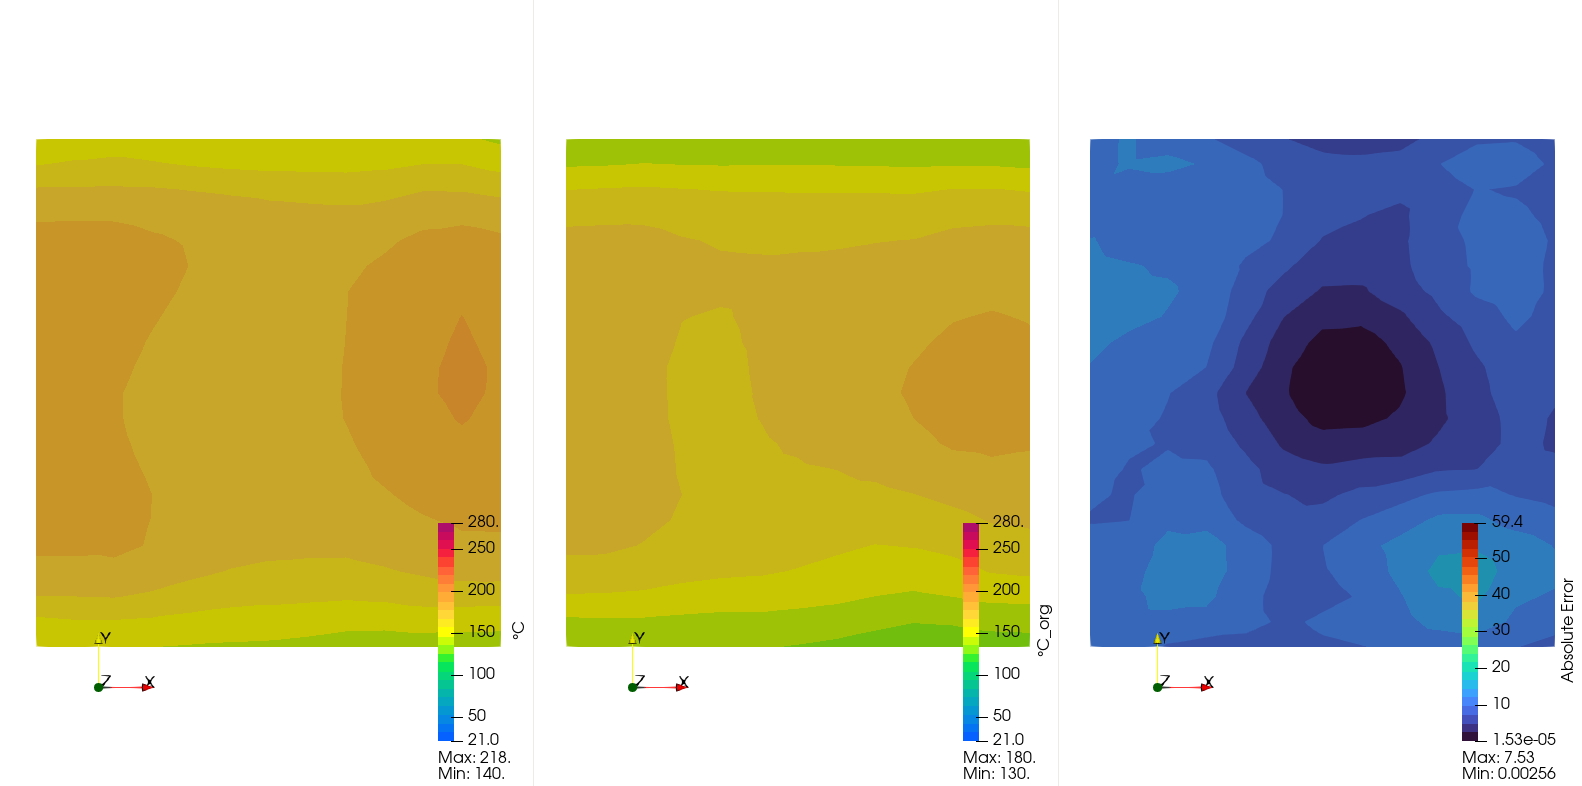 280.
250
200
150
100
50
21.0
°C
Max: 218.
Min: 140.
Y
Z
X
280.
250
200
150
100
50
21.0
°C_org
Max: 180.
Min: 130.
Y
Z
X
59.4
50
40
30
20
10
1.53e-05
Absolute Error
Max: 7.53
Min: 0.00256
Y
Z
X